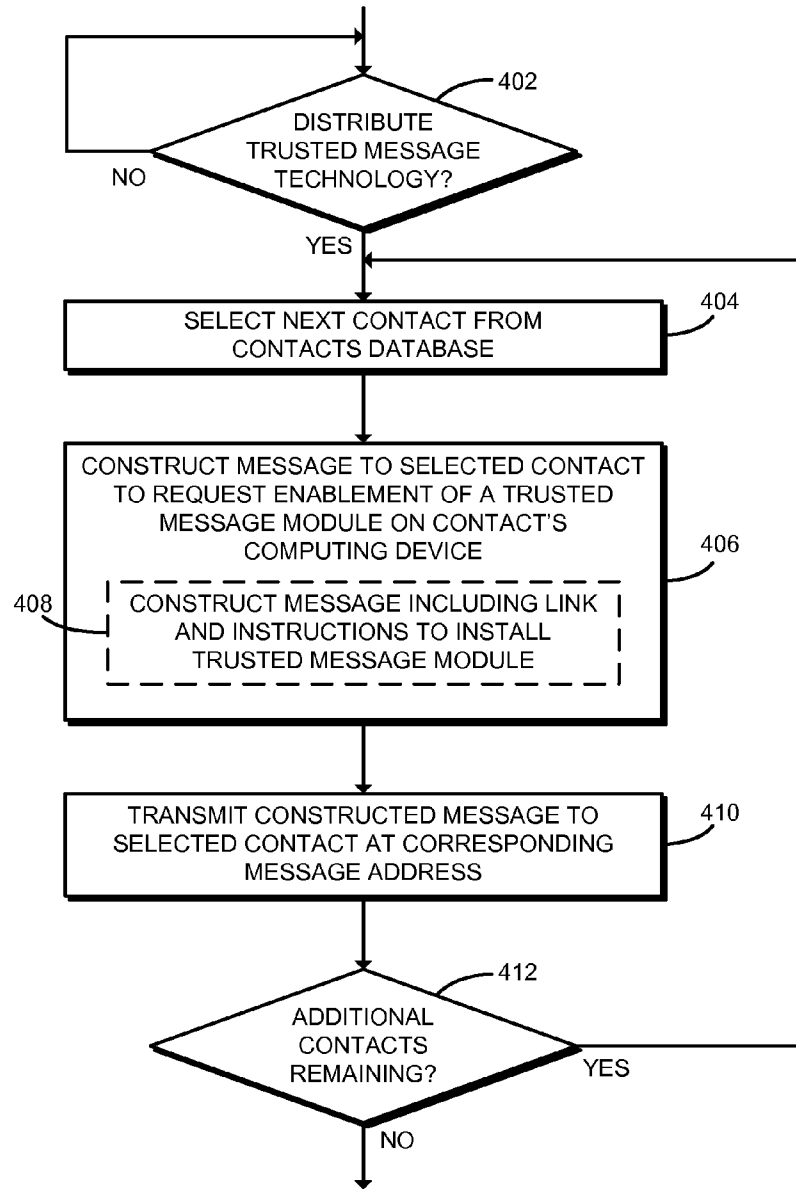 402
DISTRIBUTE
TRUSTED MESSAGE
TECHNOLOGY?
NO
YES
404
SELECT NEXT CONTACT FROM
CONTACTS DATABASE
CONSTRUCT MESSAGE TO SELECTED CONTACT
TO REQUEST ENABLEMENT OF A TRUSTED
MESSAGE MODULE ON CONTACT'S
COMPUTING DEVICE
406
408
CONSTRUCT MESSAGE INCLUDING LINK
AND INSTRUCTIONS TO INSTALL
TRUSTED MESSAGE MODULE
TRANSMIT CONSTRUCTED MESSAGE TO
SELECTED CONTACT AT CORRESPONDING
MESSAGE ADDRESS
410
412
ADDITIONAL
CONTACTS
REMAINING?
YES
NO